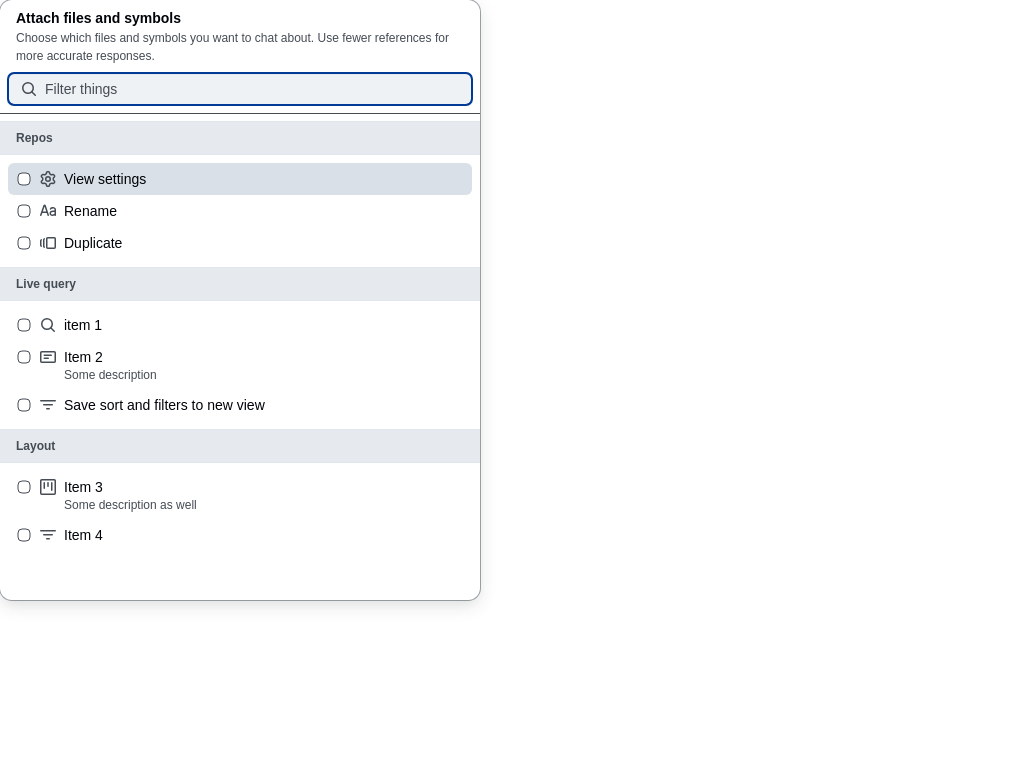 Attach files and symbols
Choose which files and symbols you want to chat about. Use fewer references for
more accurate responses.
Filter things
Repos
View settings
Rename
Duplicate
Live query
item 1
Item 2
Some description
Save sort and filters to new view
Layout
Item 3
Some description as well
Item 4